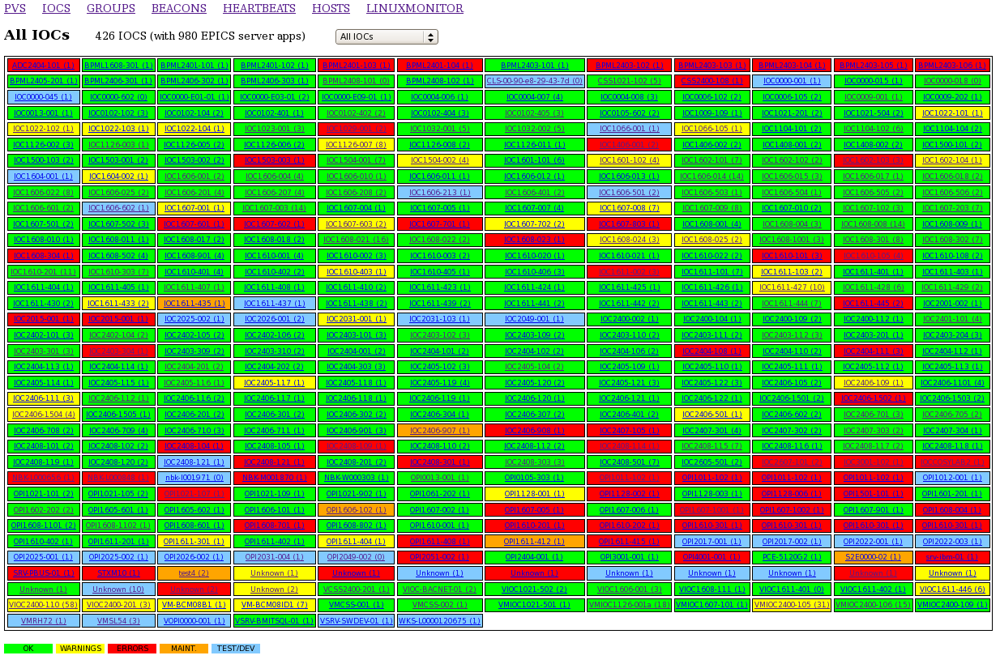 PVS IOCS GROUPS BEACONS HEARTBEATS HOSTS LINUXMONITOR
All IOCs 426 IOCS (with 980 EPICS server apps) All IOCs
ADC2404-101 (1) BPML1608-301 (1) BPML2401-101 (1) BPML2401-102 (1) BPML2401-103 (1) BPML2401-104 (1) BPML2403-101 (1) BPML2403-102 (1) BPML2403-103 (1) BPML2403-104 (1) BPML2403-105 (1) BPML2403-106 (1)
BPML2405-201 (1) BPML2406-301 (1) BPML2406-302 (1) BPML2406-303 (1) BPML2408-101 (0) BPML2408-102 (1) CLS-00-90-e8-29-43-7d (0) CSS1021-102 (5) CSS2400-108 (1) IOC0000-001 (1) IOC0000-015 (1) IOC0000-018 (0)
IOC0000-045 (1) IOC0000-602 (0) IOC0000-E01-01 (1) IOC0000-E03-01 (2) IOC0000-E09-01 (1) IOC0004-006 (1) IOC0004-007 (4) IOC0004-008 (3) IOC0006-102 (2) IOC0006-105 (2) IOC0009-001 (1) IOC0009-202 (1)
IOC0013-001 (1) IOC0102-102 (3) IOC0102-104 (2) IOC0102-401 (1) IOC0102-402 (2) IOC0102-404 (3) IOC0102-405 (3) IOC0105-602 (2) IOC1009-109 (1) IOC1021-201 (2) IOC1021-504 (2) IOC1022-101 (1)
IOC1022-102 (1) IOC1022-103 (1) IOC1022-104 (1) IOC1023-001 (3) IOC1032-001 (5) IOC1032-002 (5) IOC1066-001 (1) IOC1066-105 (1) IOC1104-101 (2) IOC1104-102 (6) IOC1104-104 (2)
IOC1126-002 (3) IOC1126-003 (1) IOC1126-005 (2) IOC1126-006 (2) IOC1126-007 (8) IOC1126-008 (2) IOC1126-011 (1) IOC1406-002 (2) IOC1408-001 (2) IOC1408-002 (2) IOC1500-101 (2)
IOC1500-103 (2) IOC1503-001 (2) IOC1503-002 (2) IOC1503-003 (1) IOC1504-001 (7) IOC1504-002 (4) IOC1601-101 (6) IOC1601-102 (4) IOC1602-101 (7) IOC1602-102 (2) IOC1602-103 (1) IOC1602-104 (1)
IOC1604-001 (1) IOC1604-002 (1) IOC1606-001 (2) IOC1606-004 (4) IOC1606-010 (1) IOC1606-011 (1) IOC1606-012 (1) IOC1606-013 (1) IOC1606-014 (14) IOC1606-015 (3) IOC1606-017 (1) IOC1606-018 (2)
IOC1606-022 (8) IOC1606-025 (2) IOC1606-201 (4) IOC1606-207 (4) IOC1606-208 (2) IOC1606-213 (1) IOC1606-401 (2) IOC1606-501 (2) IOC1606-503 (1) IOC1606-504 (1) IOC1606-505 (2) IOC1606-506 (2)
IOC1606-601 (2) IOC1606-602 (1) IOC1607-001 (1) IOC1607-003 (14) IOC1607-004 (1) IOC1607-005 (1) IOC1607-007 (4) IOC1607-008 (7) IOC1607-009 (8) IOC1607-010 (2) IOC1607-102 (3) IOC1607-203 (7)
IOC1607-501 (2) IOC1607-502 (3) IOC1607-601 (1) IOC1607-602 (1) IOC1607-603 (2) IOC1607-701 (1) IOC1607-702 (2) IOC1607-803 (1) IOC1608-001 (4) IOC1608-004 (3) IOC1608-008 (14) IOC1608-009 (1)
IOC1608-010 (1) IOC1608-011 (1) IOC1608-017 (2) IOC1608-018 (2) IOC1608-021 (16) IOC1608-022 (2) IOC1608-023 (1) IOC1608-024 (3) IOC1608-025 (2) IOC1608-1001 (3) IOC1608-301 (8) IOC1608-302 (7)
IOC1608-304 (1) IOC1608-502 (4) IOC1608-901 (4) IOC1610-001 (4) IOC1610-002 (3) IOC1610-003 (2) IOC1610-020 (1) IOC1610-021 (1) IOC1610-022 (2) IOC1610-101 (3) IOC1610-105 (4) IOC1610-108 (2)
IOC1610-201 (11) IOC1610-303 (7) IOC1610-401 (4) IOC1610-402 (2) IOC1610-403 (1) IOC1610-405 (1) IOC1610-406 (3) IOC1611-002 (3) IOC1611-101 (7) IOC1611-103 (2) IOC1611-401 (1) IOC1611-403 (1)
IOC1611-404 (1) IOC1611-405 (1) IOC1611-407 (1) IOC1611-408 (1) IOC1611-410 (2) IOC1611-423 (1) IOC1611-424 (1) IOC1611-425 (1) IOC1611-426 (1) IOC1611-427 (10) IOC1611-428 (6) IOC1611-429 (2)
IOC1611-430 (2) IOC1611-433 (2) IOC1611-435 (1) IOC1611-437 (1) IOC1611-438 (2) IOC1611-439 (2) IOC1611-441 (2) IOC1611-442 (2) IOC1611-443 (2) IOC1611-444 (7) IOC1611-445 (2) IOC2001-002 (1)
IOC2015-001 (1) IOC2015-001 (1) IOC2025-002 (1) IOC2026-001 (2) IOC2031-001 (1) IOC2031-103 (1) IOC2049-001 (1) IOC2400-002 (1) IOC2400-104 (1) IOC2400-109 (2) IOC2400-112 (1) IOC2401-101 (4)
IOC2402-101 (3) IOC2402-104 (2) IOC2402-105 (2) IOC2402-106 (2) IOC2403-101 (3) IOC2403-102 (3) IOC2403-109 (2) IOC2403-110 (2) IOC2403-111 (2) IOC2403-112 (3) IOC2403-201 (1) IOC2403-204 (3)
IOC2403-301 (3) IOC2403-304 (1) IOC2403-309 (2) IOC2403-310 (2) IOC2404-001 (2) IOC2404-101 (2) IOC2404-102 (2) IOC2404-106 (2) IOC2404-108 (1) IOC2404-110 (2) IOC2404-111 (3) IOC2404-112 (1)
IOC2404-113 (1) IOC2404-114 (1) IOC2404-201 (2) IOC2404-202 (2) IOC2404-303 (3) IOC2405-102 (3) IOC2405-104 (2) IOC2405-109 (1) IOC2405-110 (1) IOC2405-111 (1) IOC2405-112 (1) IOC2405-113 (1)
IOC2405-114 (1) IOC2405-115 (1) IOC2405-116 (1) IOC2405-117 (1) IOC2405-118 (1) IOC2405-119 (4) IOC2405-120 (2) IOC2405-121 (3) IOC2405-122 (3) IOC2406-105 (2) IOC2406-109 (1) IOC2406-1101 (4)
IOC2406-111 (3) IOC2406-112 (1) IOC2406-116 (2) IOC2406-117 (1) IOC2406-118 (1) IOC2406-119 (1) IOC2406-120 (1) IOC2406-121 (1) IOC2406-122 (1) IOC2406-1501 (2) IOC2406-1502 (1) IOC2406-1503 (2)
IOC2406-1504 (4) IOC2406-1505 (1) IOC2406-201 (2) IOC2406-301 (2) IOC2406-302 (2) IOC2406-304 (1) IOC2406-307 (2) IOC2406-401 (2) IOC2406-501 (1) IOC2406-602 (2) IOC2406-701 (3) IOC2406-705 (2)
IOC2406-708 (2) IOC2406-709 (4) IOC2406-710 (3) IOC2406-711 (1) IOC2406-901 (3) IOC2406-907 (1) IOC2406-908 (1) IOC2407-105 (1) IOC2407-301 (4) IOC2407-302 (2) IOC2407-303 (2) IOC2407-304 (1)
IOC2408-101 (2) IOC2408-102 (2) IOC2408-104 (1) IOC2408-105 (1) IOC2408-109 (1) IOC2408-110 (2) IOC2408-112 (2) IOC2408-114 (1) IOC2408-115 (7) IOC2408-116 (1) IOC2408-117 (2) IOC2408-118 (1)
IOC2408-119 (1) IOC2408-120 (2) IOC2408-121 (1) IOC2408-121 (1) IOC2408-201 (2) IOC2408-301 (1) IOC2408-303 (3) IOC2408-501 (7) IOC2605-501 (2)
nbk-l001971 (0) NBK-M001870 (1) NBK-W000303 (1) OPI0013-001 (1) OPI0105-303 (1) OPI1011-102 (1) OPI1011-102 (1) OPI1011-102 (1) OPI1011-102 (1) OPI1012-001 (1)
OPI1021-101 (2) OPI1021-105 (2) OPI1021-107 (1) OPI1021-109 (1) OPI1021-902 (1) OPI1061-202 (1) OPI1128-001 (1) OPI1128-002 (1) OPI1128-003 (1) OPI1128-006 (1) OPI1501-101 (1) OPI1601-201 (1)
OPI1602-202 (2) OPI1605-601 (1) OPI1605-602 (1) OPI1606-101 (1) OPI1606-102 (1) OPI1607-002 (1) OPI1607-005 (1) OPI1607-006 (1) OPI1607-1001 (1) OPI1607-1002 (1) OPI1607-901 (1) OPI1608-004 (1)
OPI1608-1101 (2) OPI1608-1102 (1) OPI1608-601 (1) OPI1608-701 (1) OPI1608-802 (1) OPI1610-001 (1) OPI1610-201 (1) OPI1610-202 (1) OPI1610-301 (1) OPI1610-301 (1) OPI1610-301 (1) OPI1610-301 (1)
OPI1610-402 (1) OPI1611-201 (1) OPI1611-301 (1) OPI1611-402 (1) OPI1611-404 (1) OPI1611-408 (1) OPI1611-412 (1) OPI1611-415 (1) OPI2017-001 (1) OPI2017-002 (1) OPI2022-001 (1) OPI2022-003 (1)
OPI2025-001 (1) OPI2025-002 (1) OPI2026-002 (1) OPI2031-004 (1) OPI2049-002 (0) OPI2051-002 (1) OPI2404-001 (1) OPI3001-001 (1) OPI4001-001 (1) PCE-5120G2 (1) S2E0000-02 (1) srv-ibm-01 (1)
SRV-PBUS-01 (1) STXM10 (1) test4 (2) Unknown (1) Unknown (1) Unknown (1) Unknown (1) Unknown (1) Unknown (1) Unknown (1) Unknown (1) Unknown (1)
Unknown (1) Unknown (10) Unknown (2) Unknown (2) VCSS2400-201 (1) VIOC-BACNET-01 (2) VIOC1021-502 (2) VIOC1606-001 (3) VIOC1608-111 (1) VIOC1611-401 (0) VIOC1611-402 (1) VIOC1611-446 (6)
VIOC2400-110 (58) VIOC2400-201 (3) VM-BCM08B1 (1) VM-BCM08ID1 (7) VMCSS-001 (1) VMCSS-002 (1) VMIOC1021-501 (1) VMIOC1126-001a (18) VMIOC1607-101 (1) VMIOC2400-105 (31) VMIOC2400-106 (15) VMIOC2400-109 (1)
VMRH72 (1) VMSL54 (3) VOPI0000-001 (1) VSRV-BMITSQL-01 (1) VSRV-SWDEV-01 (1) WKS-L0000120675 (1)
OK WARNINGS ERRORS MAINT. TEST/DEV